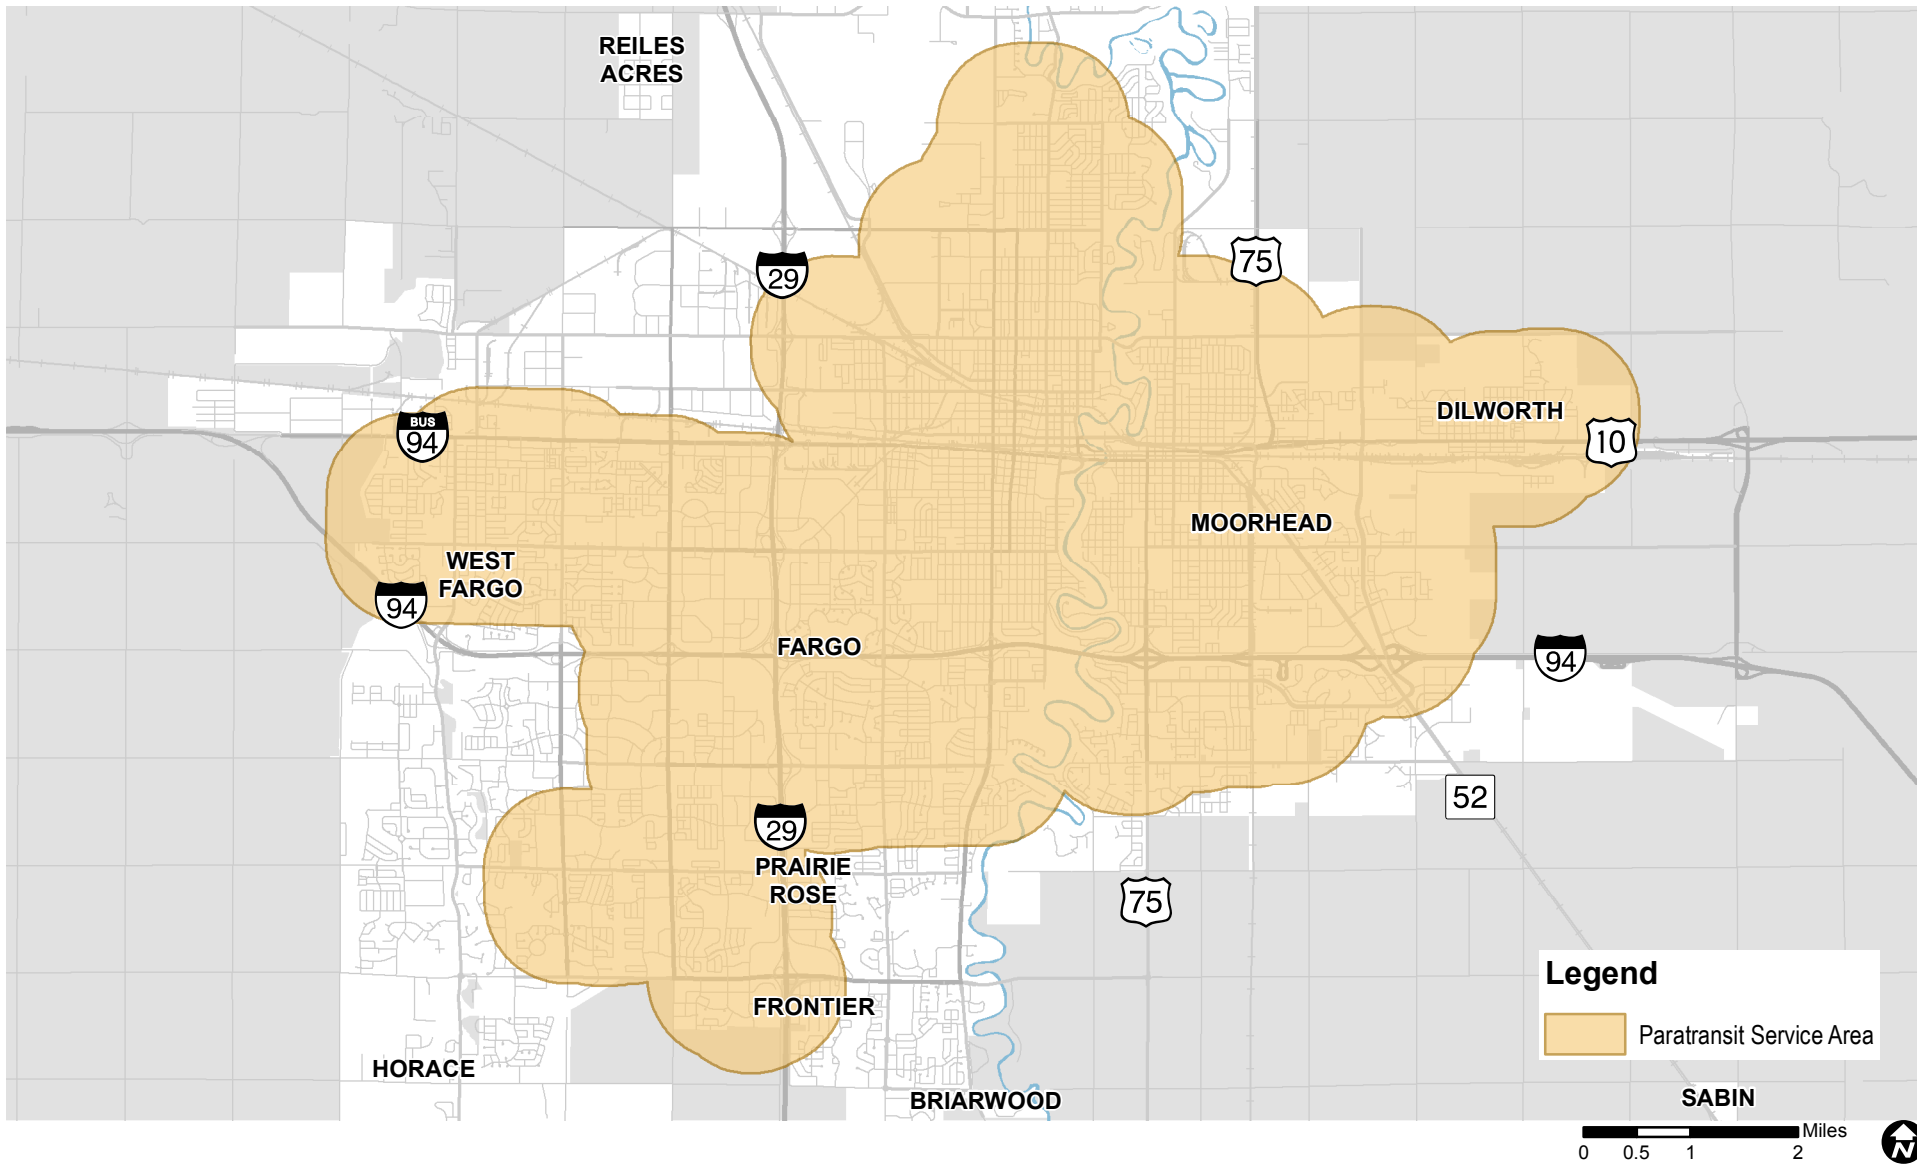 REILES
ACRES
29
75
DILWORTH
BUS
94
10
MOORHEAD
WEST
FARGO
94
FARGO
94
52
29
PRAIRIE
ROSE
75
Legend
FRONTIER
Paratransit Service Area
HORACE
BRIARWOOD
SABIN
Miles
0 0.5 1 2
N